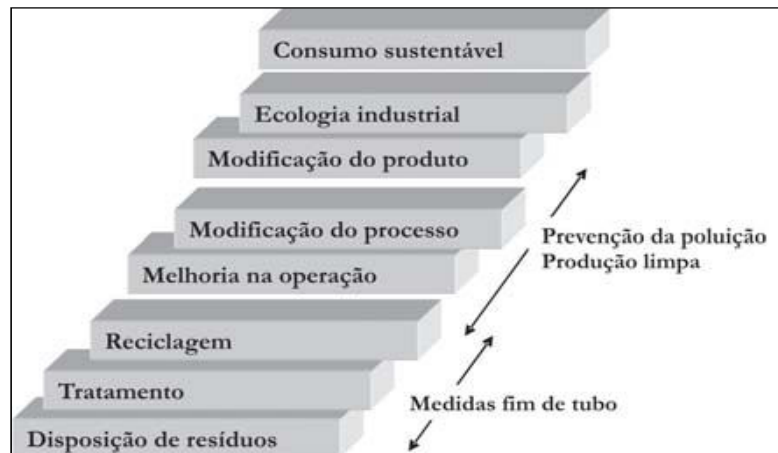 Consumo sustentável
Ecologia industrial
Modificação do produto
Modificação do processo
Melhoria na operação
Reciclagem
Tratamento
Disposição de resíduos
Prevenção da poluição
Produção limpa
Medidas fim de tubo